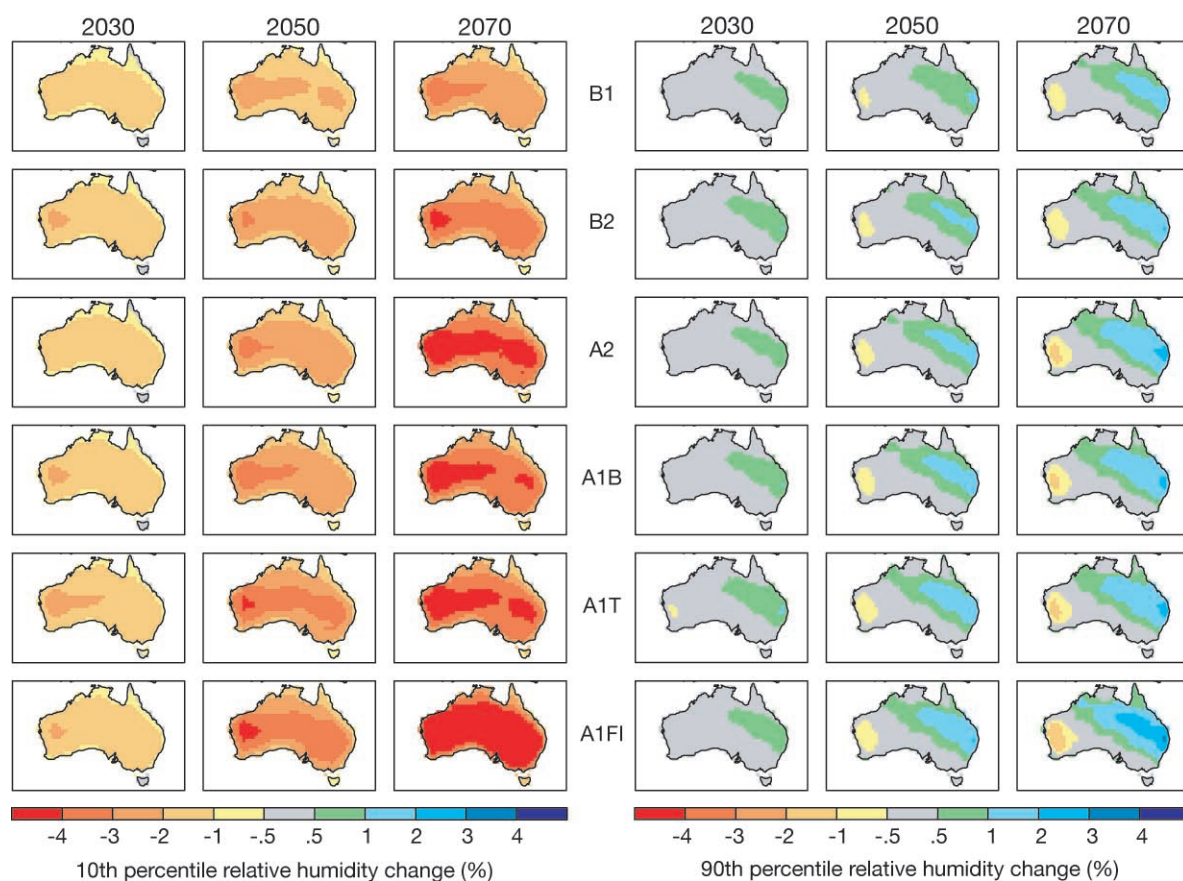 2030 2050 2070 2030 2050 2070
B1
B2
A2
A1B
A1T
A1FI
-4 -3 -2 -1 -.5 .5 1 2 3 4
10th percentile relative humidity change (%)
-4 -3 -2 -1 -.5 .5 1 2 3 4
90th percentile relative humidity change (%)